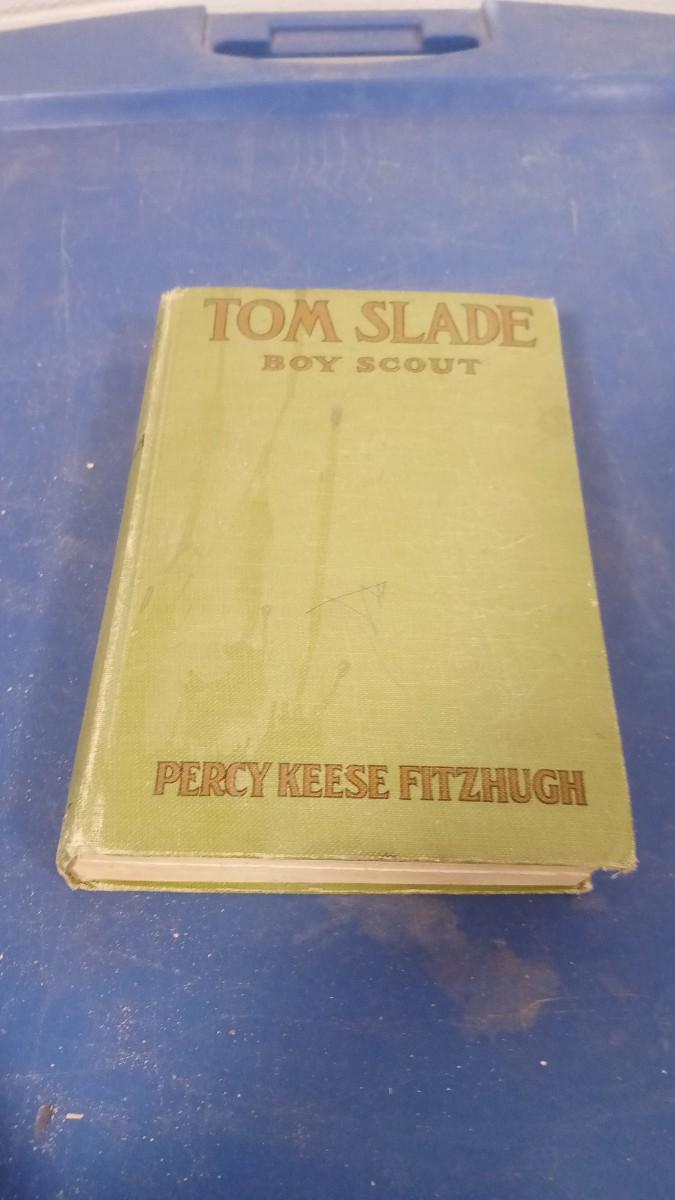 TOM SLADE
BOY SCOUT
PERCY KEESE FITZHUGH